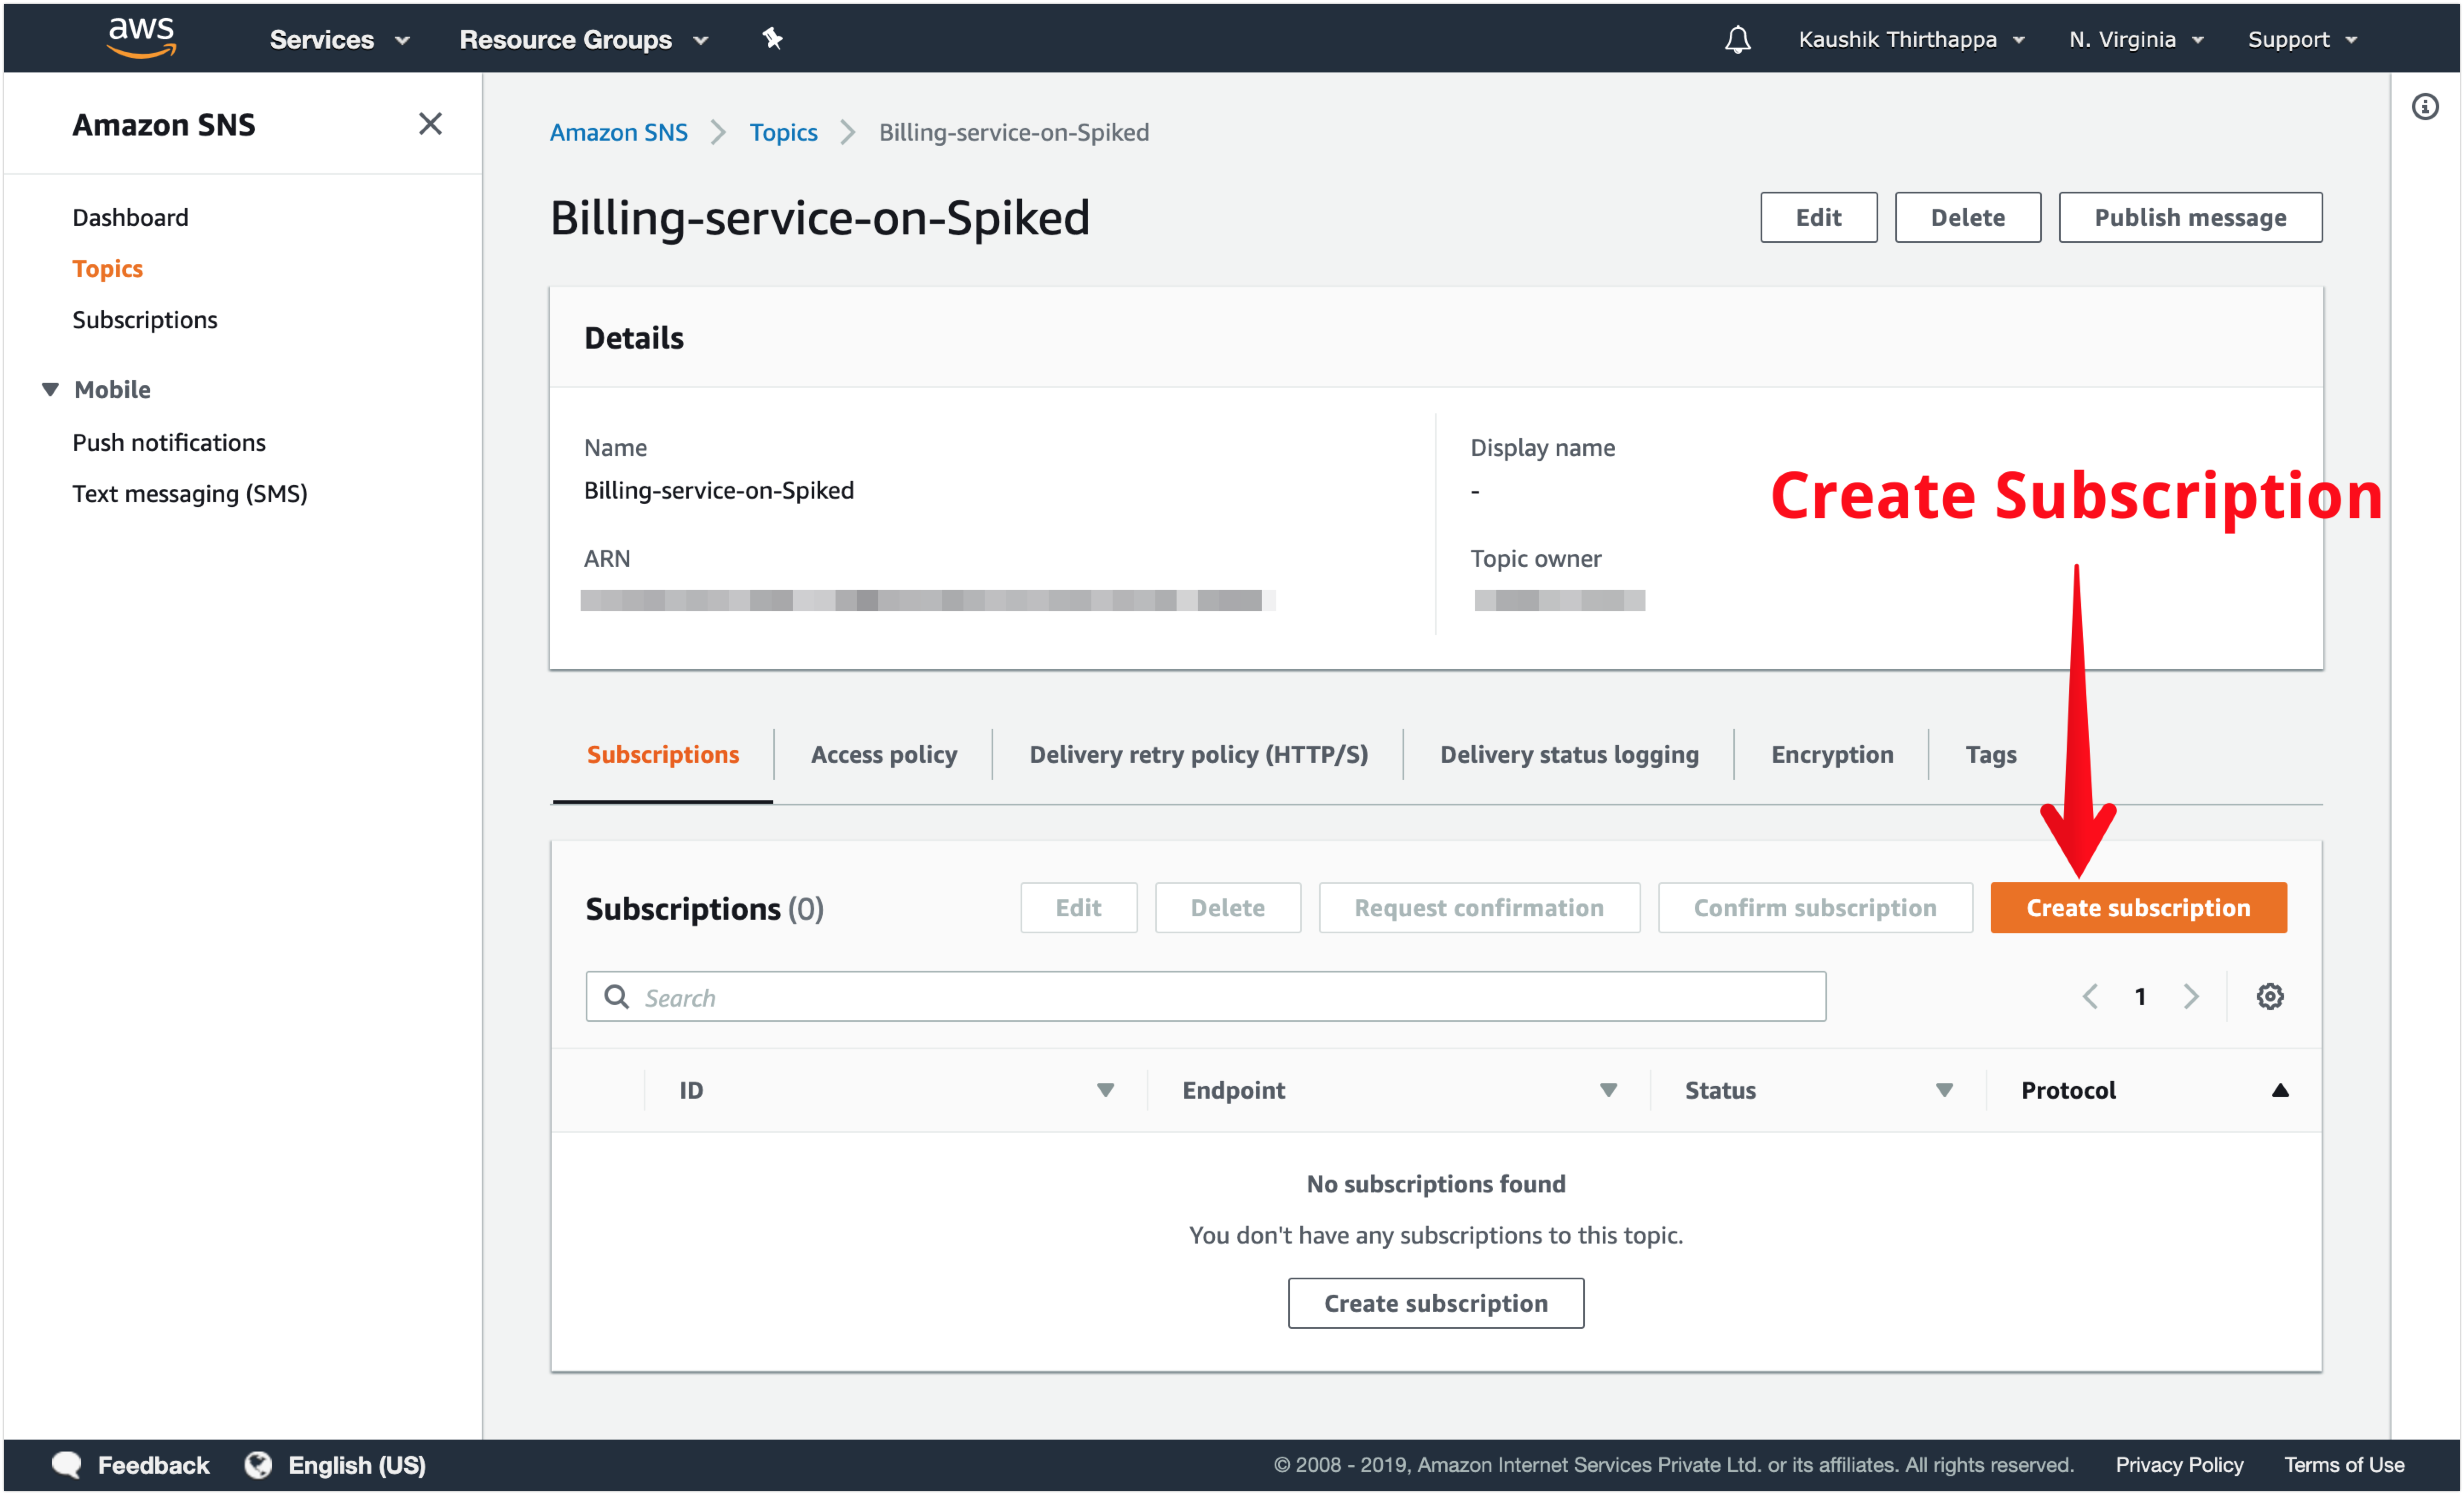 aws Services Resource Groups Kaushik Thirthappa N. Virginia Support
Amazon SNS
Dashboard
Topics
Subscriptions
Mobile
Push notifications
Text messaging (SMS)
Amazon SNS Topics Billing-service-on-Spiked
Billing-service-on-Spiked
Edit Delete Publish message
Details
Name
Billing-service-on-Spiked
ARN
Display name
-
Topic owner
Create Subscription
Subscriptions Access policy Delivery retry policy (HTTP/S) Delivery status logging Encryption Tags
Subscriptions (0) Edit Delete Request confirmation Confirm subscription Create subscription
Search 1
ID Endpoint Status Protocol
No subscriptions found
You don't have any subscriptions to this topic.
Create subscription
Feedback English (US) © 2008 - 2019, Amazon Internet Services Private Ltd. or its affiliates. All rights reserved. Privacy Policy Terms of Use